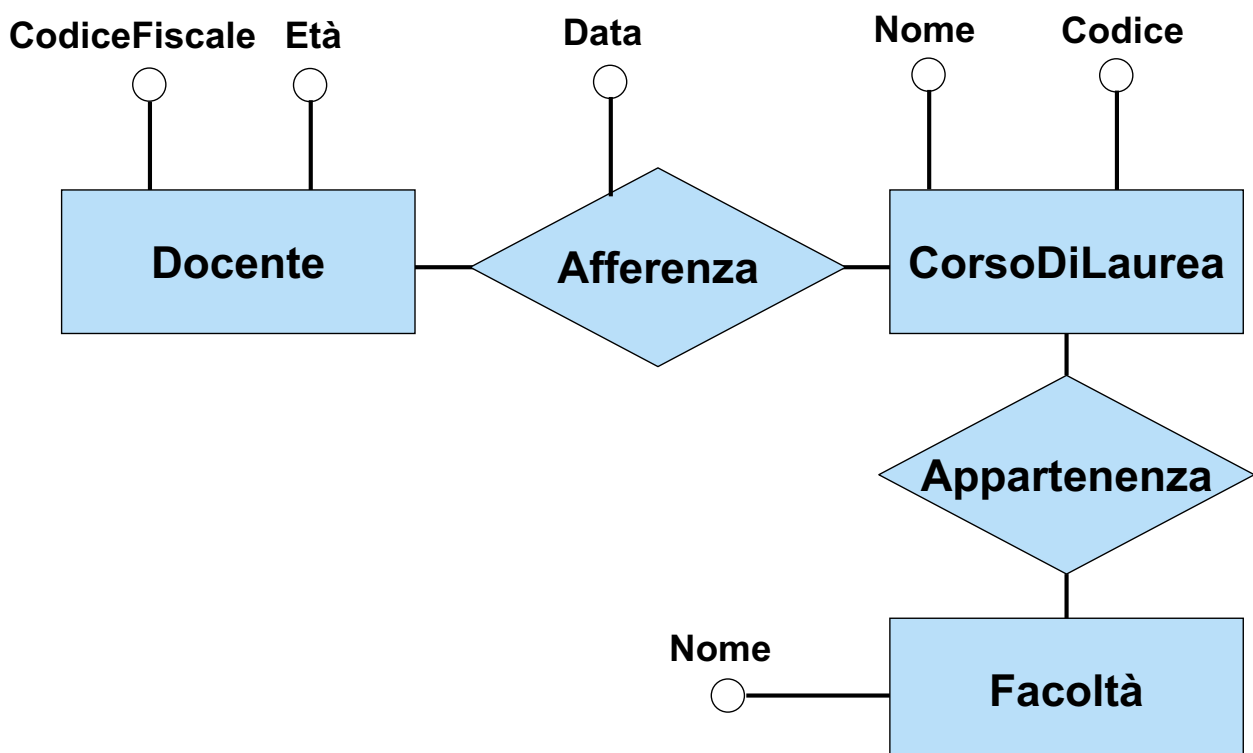 CodiceFiscale Età Data Nome Codice
Docente Afferenza CorsoDiLaurea
Appartenenza
Nome
Facoltà